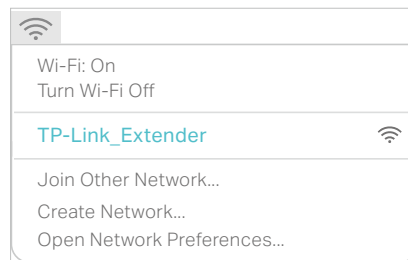 Wi-Fi: On
Turn Wi-Fi Off
TP-Link_Extender
Join Other Network...
Create Network...
Open Network Preferences...